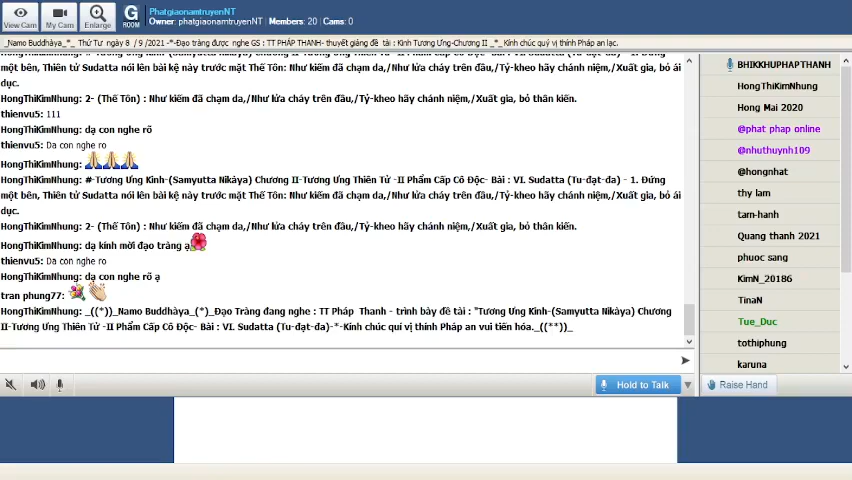 Phatgiaonamtruyen NT
Owner: phatgiaonamtruyenNT | Members: 20 | Cams: 0
View Cam
My Cam
Enlarge
G ROOM
_Namo Buddhàya_*_ Thứ Tư ngày 8 / 9 /2021 -*-Đạo tràng được nghe GS : TT PHÁP THANH- thuyết giảng đề tài : Kinh Tương Ưng-Chương II _*_ Kính chúc quý vị thính Pháp an lạc.
một bên, Thiên tử Sudatta nói lên bài kệ này trước mặt Thế Tôn: Như kiếm đã chạm da,/Như lửa cháy trên đầu,/Tỷ-kheo hãy chánh niệm,/Xuất gia, bỏ ái
dục.
HongThiKimNhung: 2- (Thế Tôn) : Như kiếm đã chạm da,/Như lửa cháy trên đầu,/Tỷ-kheo hãy chánh niệm,/Xuất gia, bỏ thân kiến.
thienvu5: 111
HongThiKimNhung: dạ con nghe rõ
thienvu5: Da con nghe ro
HongThiKimNhung:
HongThiKimNhung: #-Tương Ưng Kinh-(Samyutta Nikàya) Chương II-Tương Ưng Thiên Tử -II Phẩm Cấp Cô Độc- Bài : VI. Sudatta (Tu-đạt-đa) - 1. Đứng
một bên, Thiên tử Sudatta nói lên bài kệ này trước mặt Thế Tôn: Như kiếm đã chạm da,/Như lửa cháy trên đầu,/Tỷ-kheo hãy chánh niệm,/Xuất gia, bỏ ái
dục.
HongThiKimNhung: 2- (Thế Tôn) : Như kiếm đã chạm da,/Như lửa cháy trên đầu,/Tỷ-kheo hãy chánh niệm,/Xuất gia, bỏ thân kiến.
HongThiKimNhung: dạ kính mời đạo tràng ạ
thienvu5: Da con nghe ro
HongThiKimNhung: dạ con nghe rõ ạ
tran phung77:
HongThiKimNhung: _((*))_Namo Buddhàya_(*)_Đạo Tràng đang nghe : TT Pháp Thanh - trình bày đề tài : "Tương Ưng Kinh-(Samyutta Nikàya) Chương
II-Tương Ưng Thiên Tử -II Phẩm Cấp Cô Độc- Bài : VI. Sudatta (Tu-đạt-đa)-*-Kính chúc quí vị thính Pháp an vui tiến hóa._((**))_
Hold to Talk
Raise Hand
BHIKKHUPHAPTHANH
HongThiKimNhung
Hong Mai 2020
@phat phap online
@nhuthuynh109
@hongnhat
thy lam
tam-hanh
Quang thanh 2021
phuoc sang
KimN_20186
TinaN
Tue_Duc
tothiphung
karuna